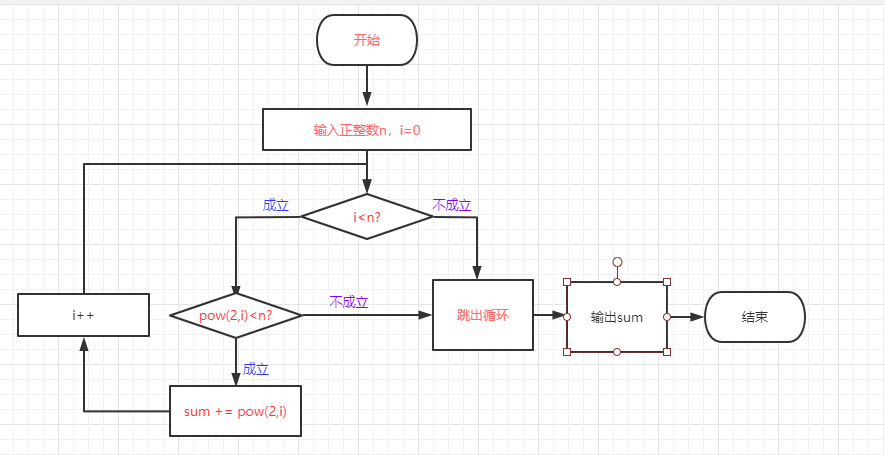 开始
输入正整数n，i=0
成立
i<n?
不成立
i++
pow(2,i)<n?
不成立
跳出循环
输出sum
结束
成立
sum += pow(2,i)